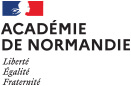 ACADÉMIE
DE NORMANDIE
Liberté
Égalité
Fraternité